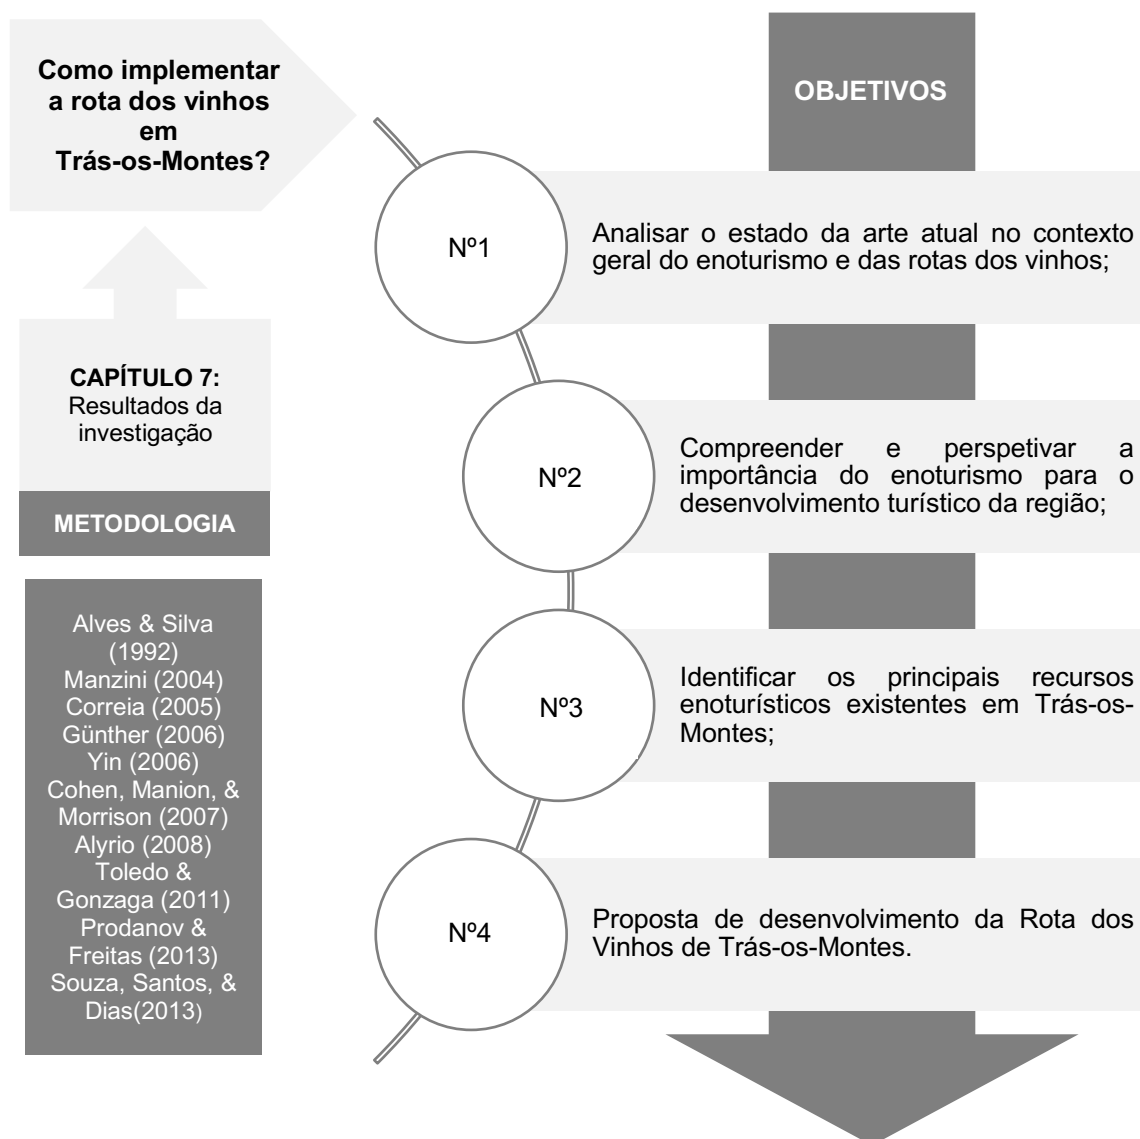 Como implementar
a rota dos vinhos
em
Trás-os-Montes?
CAPÍTULO 7:
Resultados da
investigação
METODOLOGIA
Alves & Silva
(1992)
Manzini (2004)
Correia (2005)
Günther (2006)
Yin (2006)
Cohen, Manion, &
Morrison (2007)
Alyrio (2008)
Toledo &
Gonzaga (2011)
Prodanov &
Freitas (2013)
Souza, Santos, &
Dias(2013)
OBJETIVOS
Nº1
Analisar o estado da arte atual no contexto
geral do enoturismo e das rotas dos vinhos;
Nº2
Compreender e perspetivar a
importância do enoturismo para o
desenvolvimento turístico da região;
Nº3
Identificar os principais recursos
enoturísticos existentes em Trás-os-
Montes;
Nº4
Proposta de desenvolvimento da Rota dos
Vinhos de Trás-os-Montes.